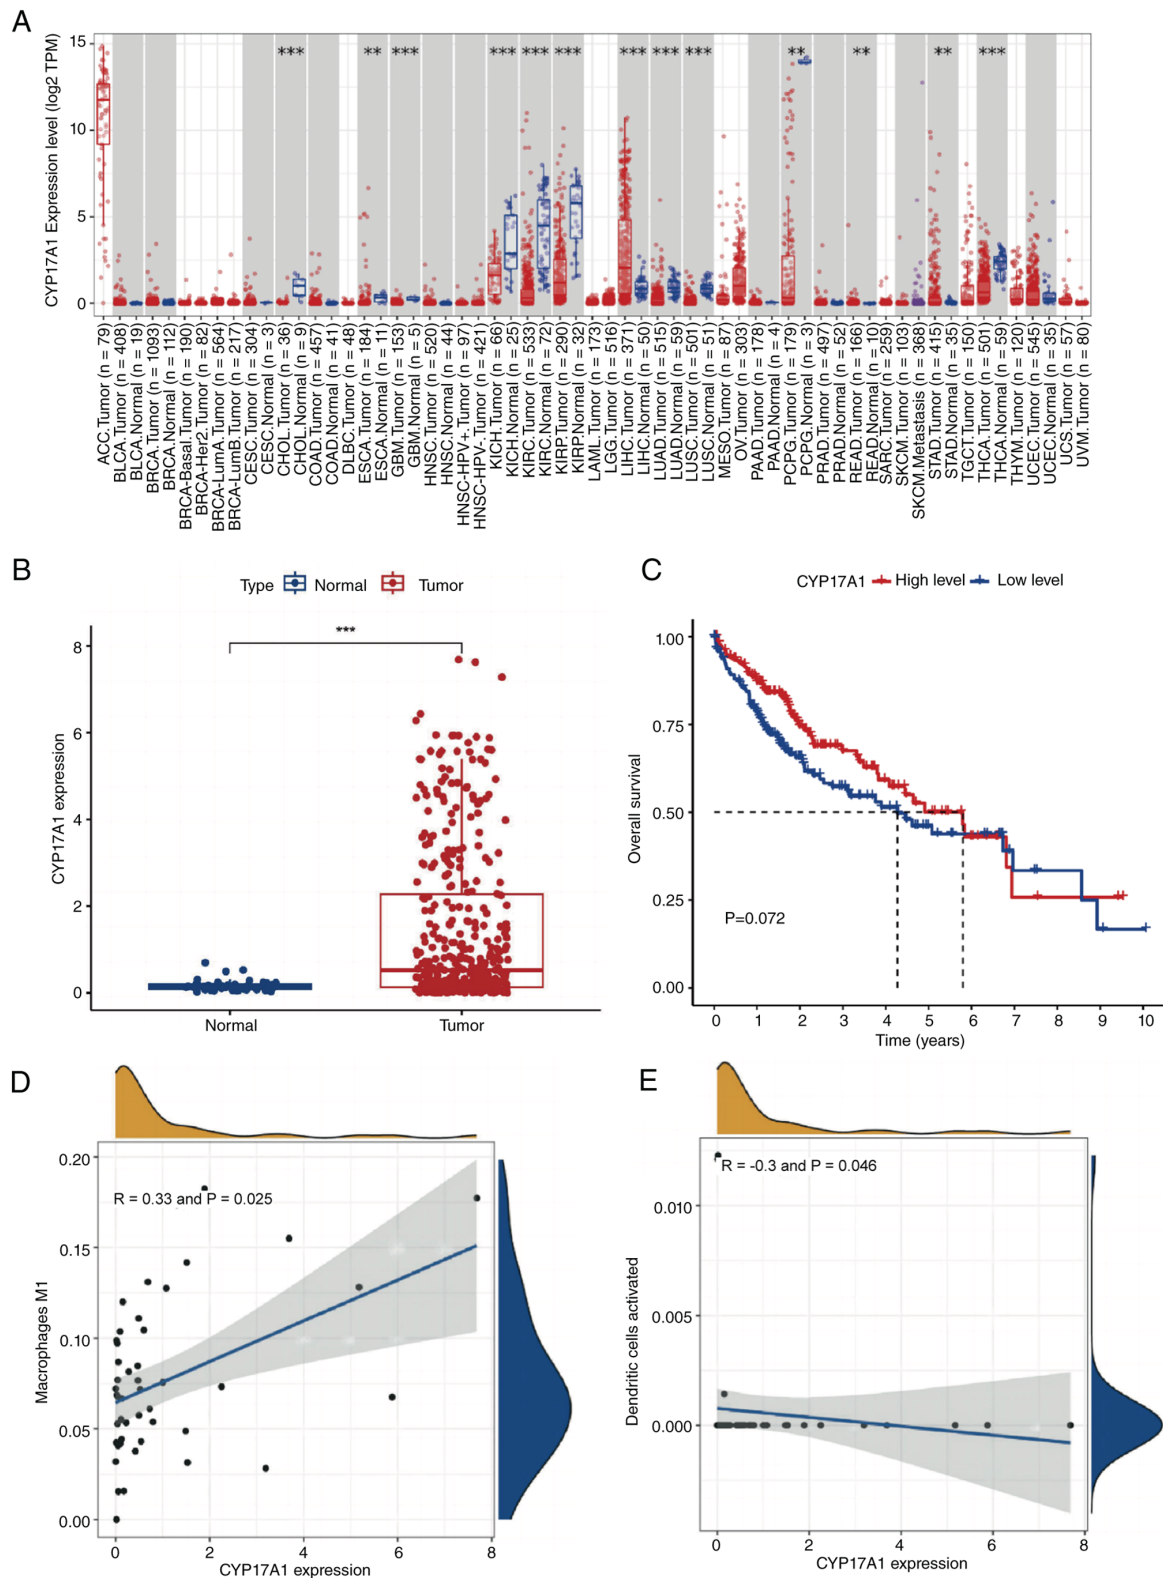 A
CYP17A1 Expression level (log2 TPM)
15
10
5
0
*** ** *** *** *** *** *** *** *** ** ** ** ***
ACC.Tumor (n = 79)
BLCA.Tumor (n = 408)
BLCA.Normal (n = 19)
BRCA.Tumor (n = 1093)
BRCA.Normal (n = 112)
BRCA-Basal.Tumor (n = 190)
BRCA-Her2.Tumor (n = 82)
BRCA-LumA.Tumor (n = 564)
BRCA-LumB.Tumor (n = 217)
CESC.Tumor (n = 304)
CESC.Normal (n = 3)
CHOL.Tumor (n = 36)
CHOL.Normal (n = 9)
COAD.Tumor (n = 457)
COAD.Normal (n = 41)
DLBC.Tumor (n = 48)
ESCA.Tumor (n = 184)
ESCA.Normal (n = 11)
GBM.Tumor (n = 153)
GBM.Normal (n = 5)
HNSC.Tumor (n = 520)
HNSC.Normal (n = 44)
HNSC-HPV+.Tumor (n = 97)
HNSC-HPV-.Tumor (n = 421)
KICH.Tumor (n = 66)
KICH.Normal (n = 25)
KIRC.Tumor (n = 533)
KIRC.Normal (n = 72)
KIRP.Tumor (n = 290)
KIRP.Normal (n = 32)
LAML.Tumor (n = 173)
LGG.Tumor (n = 516)
LIHC.Tumor (n = 371)
LIHC.Normal (n = 50)
LUAD.Tumor (n = 515)
LUAD.Normal (n = 59)
LUSC.Tumor (n = 501)
LUSC.Normal (n = 51)
MESO.Tumor (n = 87)
OV.Tumor (n = 303)
PAAD.Tumor (n = 178)
PAAD.Normal (n = 4)
PCPG.Tumor (n = 179)
PCPG.Normal (n = 3)
PRAD.Tumor (n = 497)
PRAD.Normal (n = 52)
READ.Tumor (n = 166)
READ.Normal (n = 10)
SARC.Tumor (n = 259)
SKCM.Tumor (n = 103)
SKCM.Metastasis (n = 368)
STAD.Tumor (n = 415)
STAD.Normal (n = 35)
TGCT.Tumor (n = 150)
THCA.Tumor (n = 501)
THCA.Normal (n = 59)
THYM.Tumor (n = 120)
UCEC.Tumor (n = 545)
UCEC.Normal (n = 35)
UCS.Tumor (n = 57)
UVM.Tumor (n = 80)
B
Type Normal Tumor
***
CYP17A1 expression
8
6
4
2
0
Normal Tumor
C
CYP17A1 High level Low level
Overall survival
1.00
0.75
0.50
0.25
0.00
P=0.072
0 1 2 3 4 5 6 7 8 9 10
Time (years)
D
R = 0.33 and P = 0.025
Macrophages M1
0.20
0.15
0.10
0.05
0.00
0 2 4 6 8
CYP17A1 expression
E
R = -0.3 and P = 0.046
Dendritic cells activated
0.010
0.005
0.000
0 2 4 6 8
CYP17A1 expression